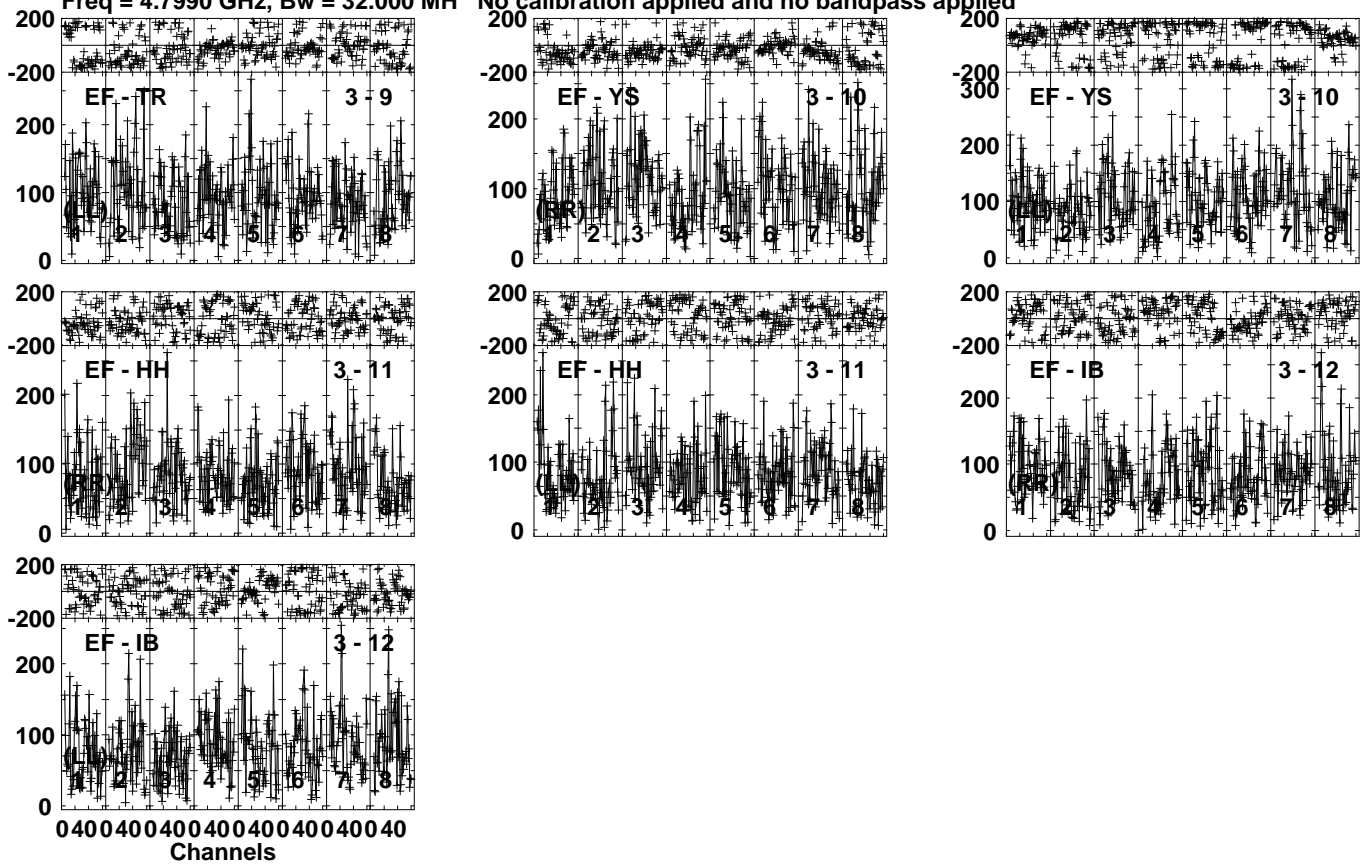 Freq = 4.7990 GHz, Bw = 32.000 MH No calibration applied and no bandpass applied
200 200 200
-200 -200 -200
EF - TR 3 - 9 EF - YS 3 - 10 EF - YS 3 - 10
300
200 200 200
100 100 100
(LL) (RR) (LL)
1 2 3 4 5 6 7 8 1 2 3 4 5 6 7 8 1 2 3 4 5 6 7 8
0 0 0
200 200 200
-200 -200 -200
EF - HH 3 - 11 EF - HH 3 - 11 EF - IB 3 - 12
200 200 200
100 100 100
(RR) (LL) (RR)
1 2 3 4 5 6 7 8 1 2 3 4 5 6 7 8 1 2 3 4 5 6 7 8
0 0 0
200
-200
EF - IB 3 - 12
200
100
(LL)
1 2 3 4 5 6 7 8
0
0 40 0 40 0 40 0 40 0 40 0 40 0 40 0 40
Channels